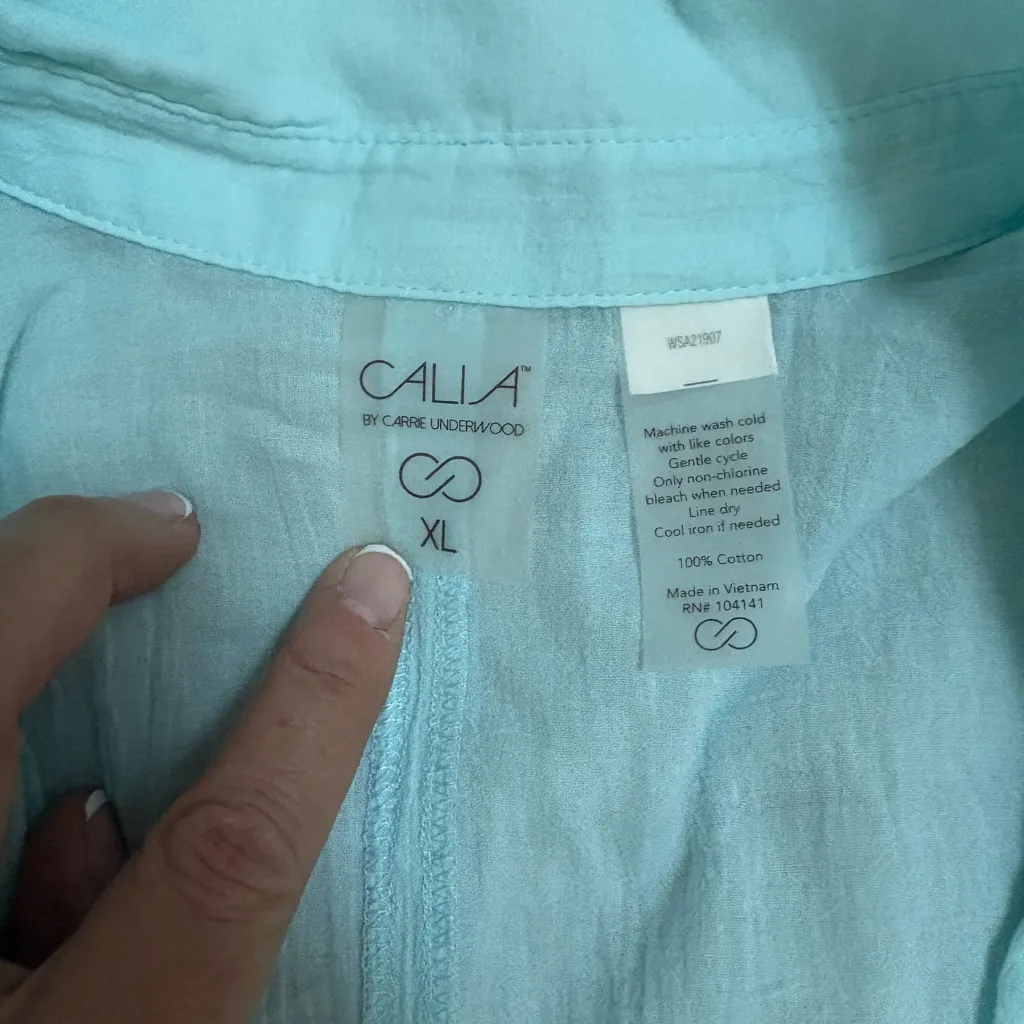 CALIA™
BY CARRIE UNDERWOOD
XL
WSA21907
Machine wash cold
with like colors
Gentle cycle
Only non-chlorine
bleach when needed
Line dry
Cool iron if needed
100% Cotton
Made in Vietnam
RN# 104141